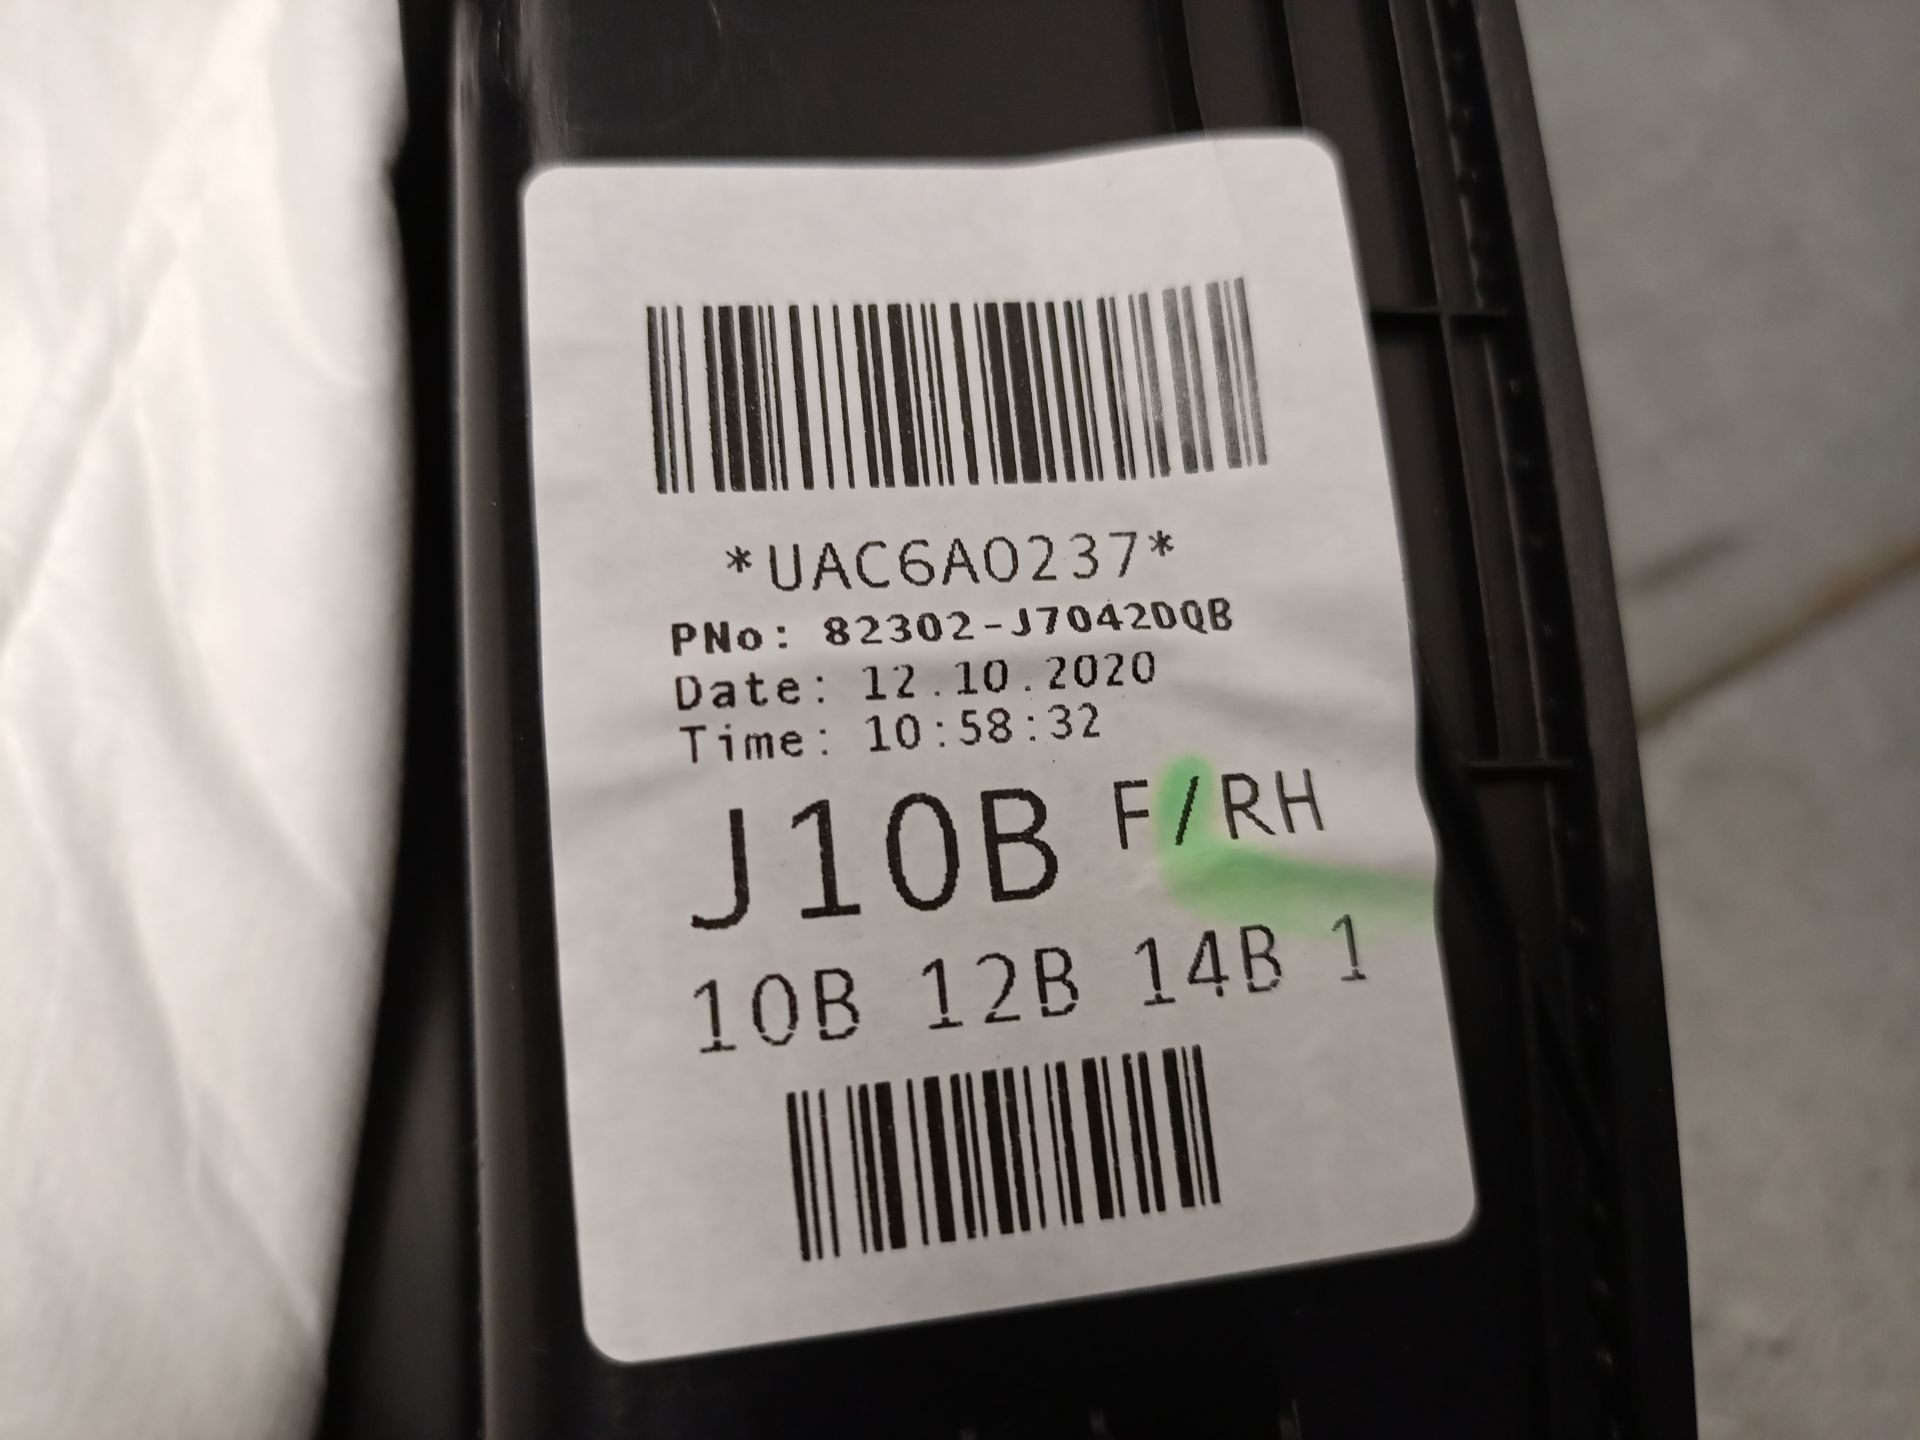 *UAC6A0237*
PNo: 82302-J7042DQB
Date: 12.10.2020
Time: 10:58:32
J10B F/RH
10B 12B 14B 1